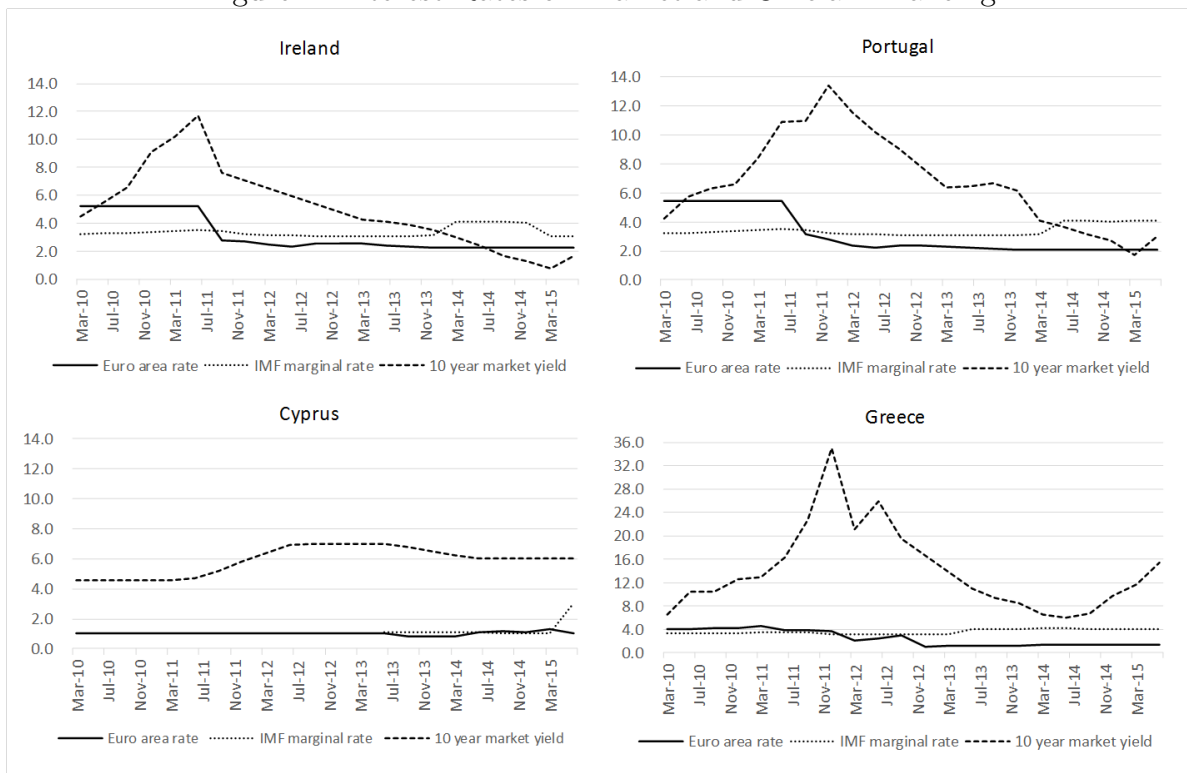 Interest Rates on Market and Official Financing
Ireland
14.0
12.0
10.0
8.0
6.0
4.0
2.0
0.0
Mar-10
Jul-10
Nov-10
Mar-11
Jul-11
Nov-11
Mar-12
Jul-12
Nov-12
Mar-13
Jul-13
Nov-13
Mar-14
Jul-14
Nov-14
Mar-15
Euro area rate IMF marginal rate 10 year market yield
Portugal
14.0
12.0
10.0
8.0
6.0
4.0
2.0
0.0
Mar-10
Jul-10
Nov-10
Mar-11
Jul-11
Nov-11
Mar-12
Jul-12
Nov-12
Mar-13
Jul-13
Nov-13
Mar-14
Jul-14
Nov-14
Mar-15
Euro area rate IMF marginal rate 10 year market yield
Cyprus
14.0
12.0
10.0
8.0
6.0
4.0
2.0
0.0
Mar-10
Jul-10
Nov-10
Mar-11
Jul-11
Nov-11
Mar-12
Jul-12
Nov-12
Mar-13
Jul-13
Nov-13
Mar-14
Jul-14
Nov-14
Mar-15
Euro area rate IMF marginal rate 10 year market yield
Greece
36.0
32.0
28.0
24.0
20.0
16.0
12.0
8.0
4.0
0.0
Mar-10
Jul-10
Nov-10
Mar-11
Jul-11
Nov-11
Mar-12
Jul-12
Nov-12
Mar-13
Jul-13
Nov-13
Mar-14
Jul-14
Nov-14
Mar-15
Euro area rate IMF marginal rate 10 year market yield